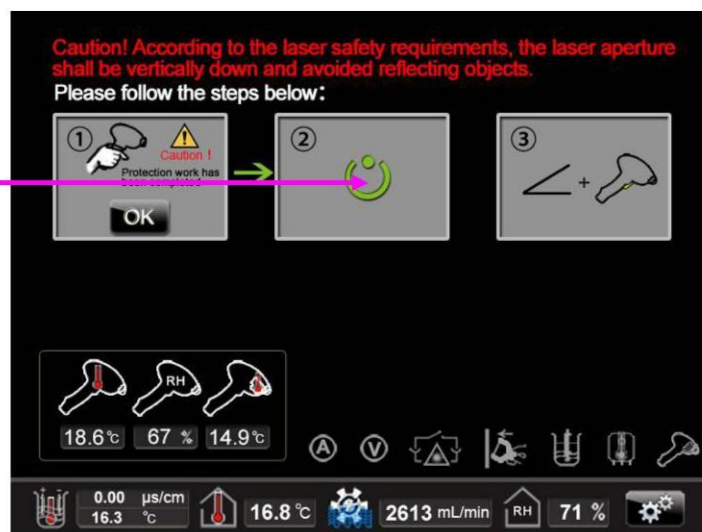 Caution! According to the laser safety requirements, the laser aperture
shall be vertically down and avoided reflecting objects.
Please follow the steps below:
① ② ③
Caution !
Protection work has
been completed
OK
+
RH
18.6℃ 67 % 14.9℃
A V
0.00 μs/cm
16.3 ℃
16.8 ℃
2613 mL/min
RH
71 %